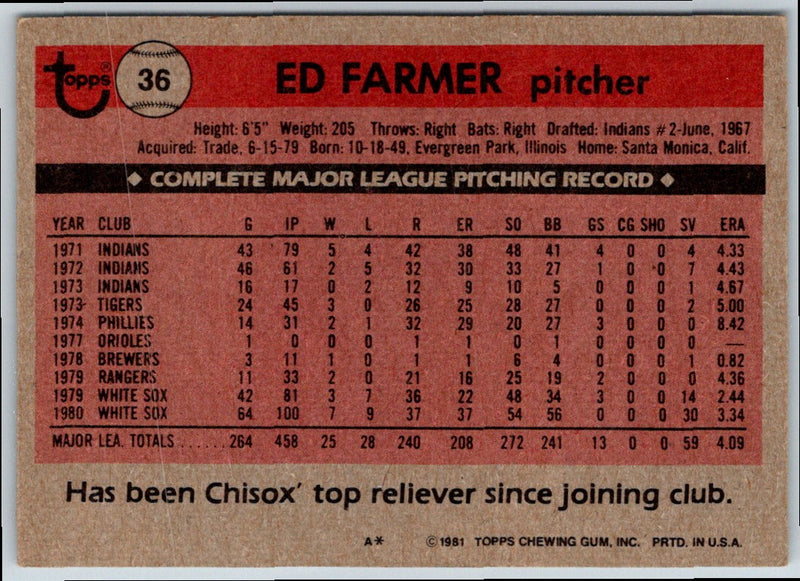 topps®
36
ED FARMER pitcher
Height: 6'5" Weight: 205 Throws: Right Bats: Right Drafted: Indians #2-June, 1967
Acquired: Trade, 6-15-79 Born: 10-18-49, Evergreen Park, Illinois Home: Santa Monica, Calif.
◆ COMPLETE MAJOR LEAGUE PITCHING RECORD ◆
YEAR CLUB G IP W L R ER SO BB GS CG SHO SV ERA
1971 INDIANS 43 79 5 4 42 38 48 41 4 0 0 4 4.33
1972 INDIANS 46 61 2 5 32 30 33 27 1 0 0 7 4.43
1973 INDIANS 16 17 0 2 12 9 10 5 0 0 0 1 4.67
1973 TIGERS 24 45 3 0 26 25 28 27 0 0 0 2 5.00
1974 PHILLIES 14 31 2 1 32 29 20 27 3 0 0 0 8.42
1977 ORIOLES 1 0 0 0 1 1 0 1 0 0 0 0 —
1978 BREWERS 3 11 1 0 1 1 6 4 0 0 0 1 0.82
1979 RANGERS 11 33 2 0 21 16 25 19 2 0 0 0 4.36
1979 WHITE SOX 42 81 3 7 36 22 48 34 3 0 0 14 2.44
1980 WHITE SOX 64 100 7 9 37 37 54 56 0 0 0 30 3.34
MAJOR LEA. TOTALS ...... 264 458 25 28 240 208 272 241 13 0 0 59 4.09
Has been Chisox' top reliever since joining club.
A* ©1981 TOPPS CHEWING GUM, INC. PRTD. IN U.S.A.